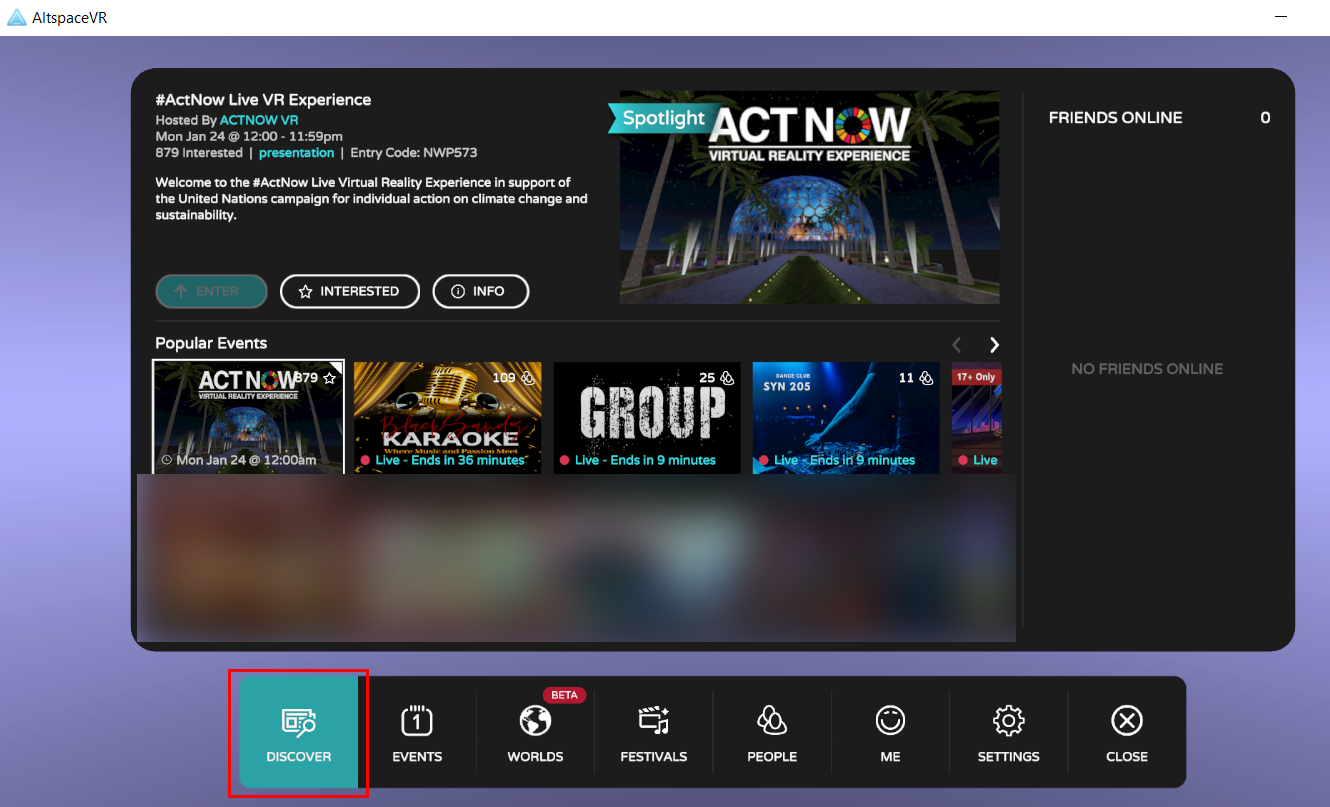 AltspaceVR
#ActNow Live VR Experience
Hosted By ACTNOW VR
Mon Jan 24 @ 12:00 - 11:59pm
879 Interested | presentation | Entry Code: NWP573
Welcome to the #ActNow Live Virtual Reality Experience in support of
the United Nations campaign for individual action on climate change and
sustainability.
ENTER
INTERESTED
INFO
Spotlight
ACT NOW
VIRTUAL REALITY EXPERIENCE
FRIENDS ONLINE 0
NO FRIENDS ONLINE
Popular Events
ACT NOW
VIRTUAL REALITY EXPERIENCE
879
Mon Jan 24 @ 12:00am
109
BlackSandz
KARAOKE
Where Music and Passion Meet
Live - Ends in 36 minutes
25
GROUP
Live - Ends in 9 minutes
DANCE CLUB
SYN 205
11
Live - Ends in 9 minutes
17+ Only
Live
DISCOVER
EVENTS
1
BETA
WORLDS
FESTIVALS
PEOPLE
ME
SETTINGS
CLOSE